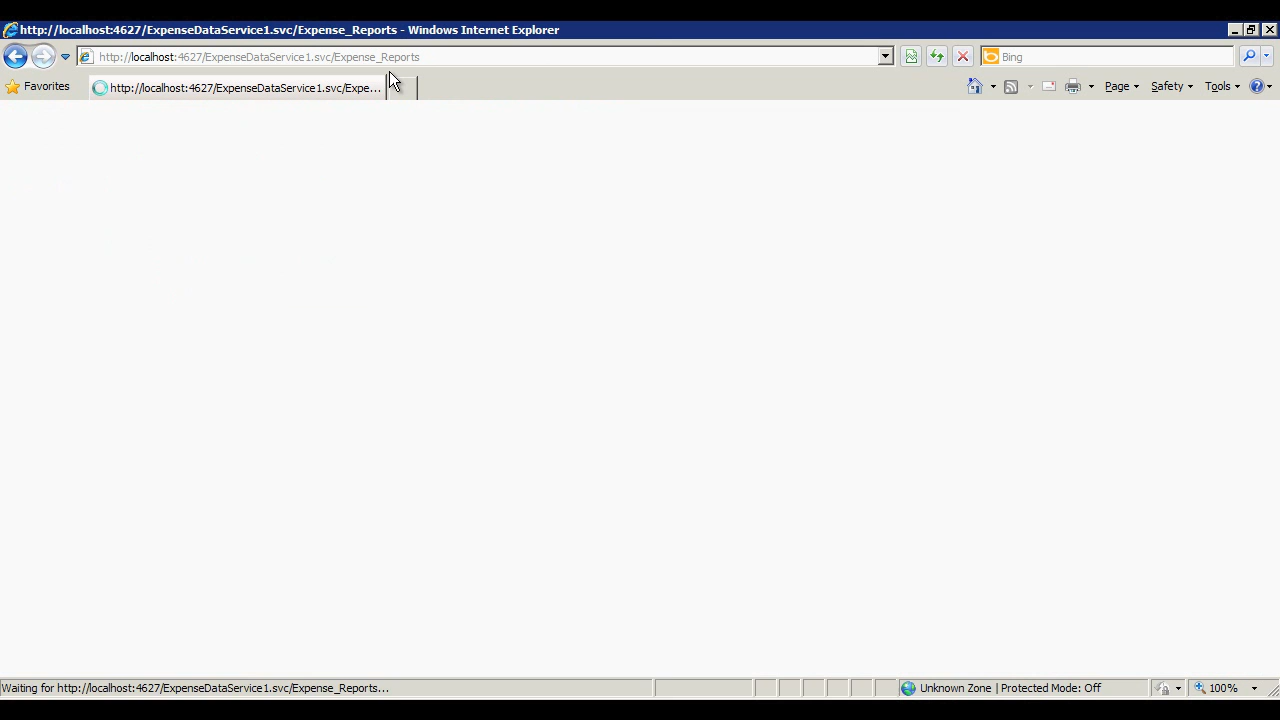 http://localhost:4627/ExpenseDataService1.svc/Expense_Reports - Windows Internet Explorer
http://localhost:4627/ExpenseDataService1.svc/Expense_Reports
Bing
Favorites
http://localhost:4627/ExpenseDataService1.svc/Expe...
Page
Safety
Tools
Waiting for http://localhost:4627/ExpenseDataService1.svc/Expense_Reports...
Unknown Zone | Protected Mode: Off
100%